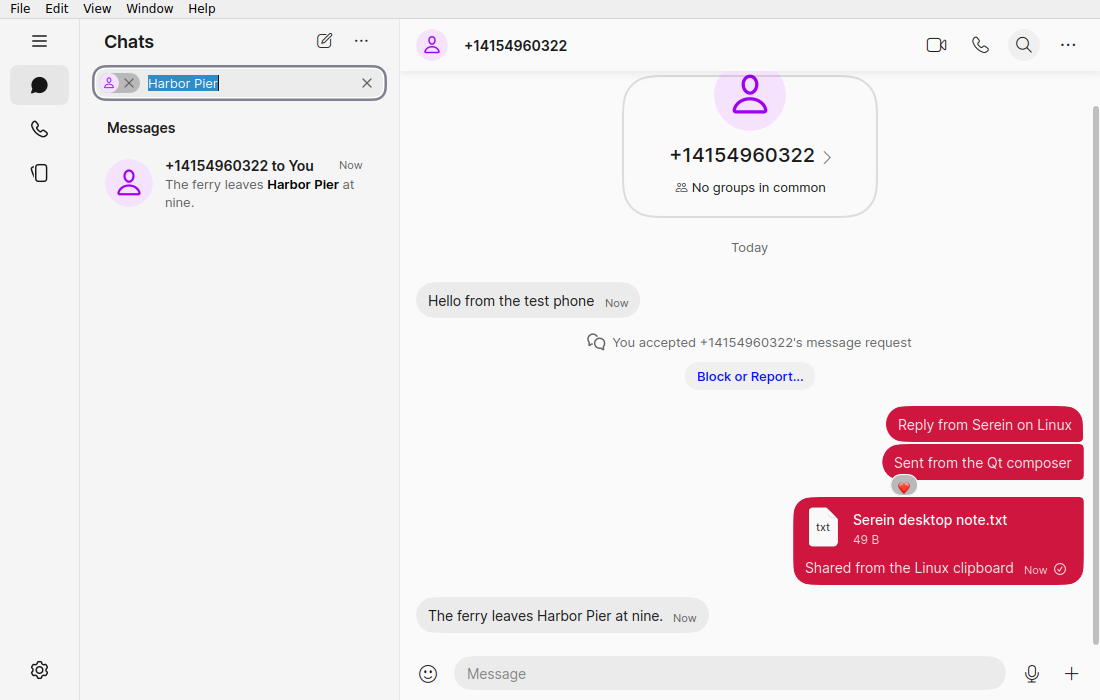 File Edit View Window Help
Chats
Harbor Pier
Messages
+14154960322 to You Now
The ferry leaves Harbor Pier at
nine.
+14154960322
+14154960322
No groups in common
Today
Hello from the test phone Now
You accepted +14154960322's message request
Block or Report...
Reply from Serein on Linux
Sent from the Qt composer
txt
Serein desktop note.txt
49 B
Shared from the Linux clipboard Now
The ferry leaves Harbor Pier at nine. Now
Message